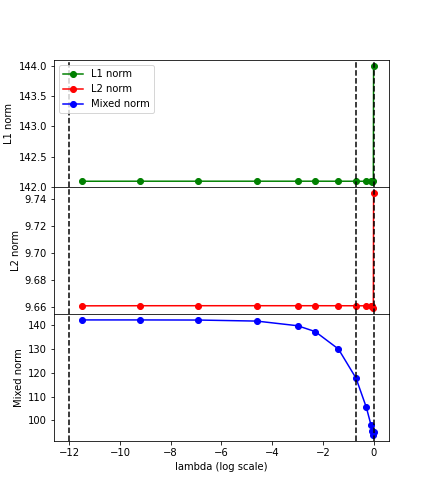 144.0
143.5
143.0
142.5
142.0
L1 norm
L1 norm
L2 norm
Mixed norm
9.74
9.72
9.70
9.68
9.66
L2 norm
140
130
120
110
100
Mixed norm
−12 −10 −8 −6 −4 −2 0
lambda (log scale)